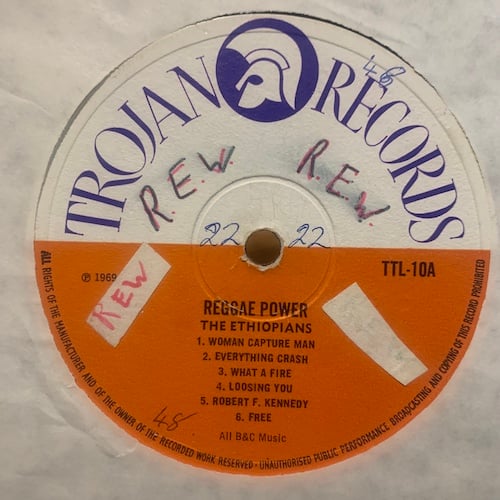 TROJAN RECORDS
48
R.E.W. R.E.W.
22 22
REW
℗ 1969
TTL-10A
REGGAE POWER
THE ETHIOPIANS
1. WOMAN CAPTURE MAN
2. EVERYTHING CRASH
3. WHAT A FIRE
4. LOOSING YOU
5. ROBERT F. KENNEDY
6. FREE
All B&C Music
48
ALL RIGHTS OF THE MANUFACTURER AND OF THE OWNER OF THE RECORDED WORK RESERVED · UNAUTHORISED PUBLIC PERFORMANCE BROADCASTING AND COPYING OF THIS RECORD PROHIBITED